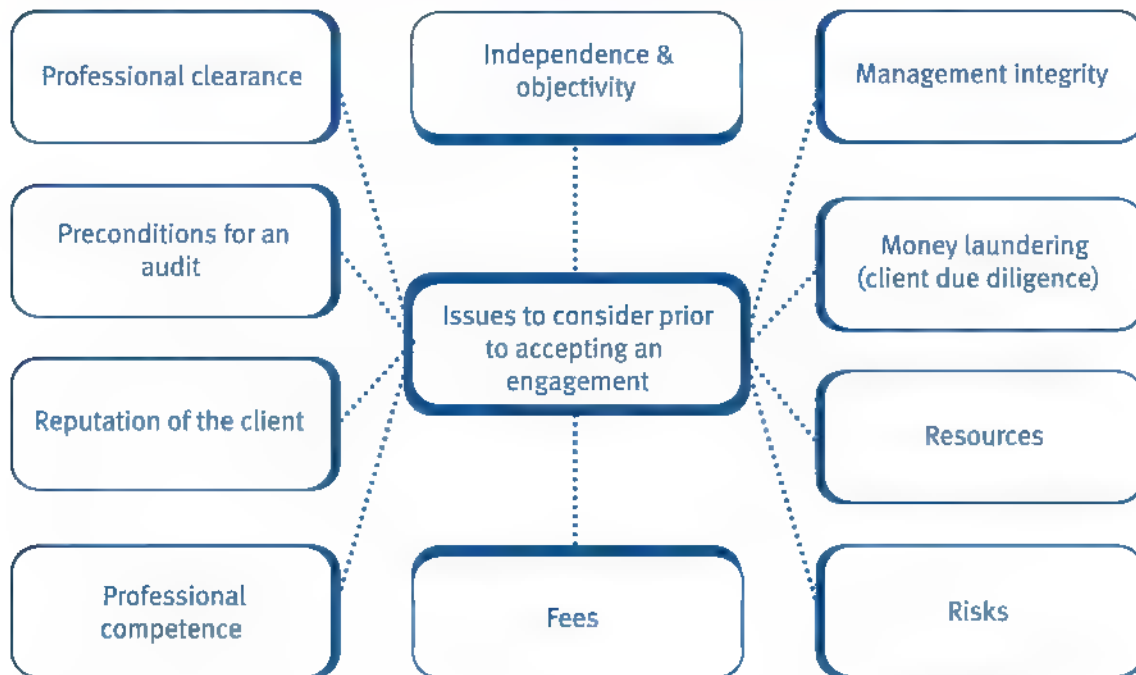 Professional clearance
Independence &
objectivity
Management integrity
Preconditions for an
audit
Money laundering
(client due diligence)
Issues to consider prior
to accepting an
engagement
Reputation of the client
Resources
Professional
competence
Fees
Risks